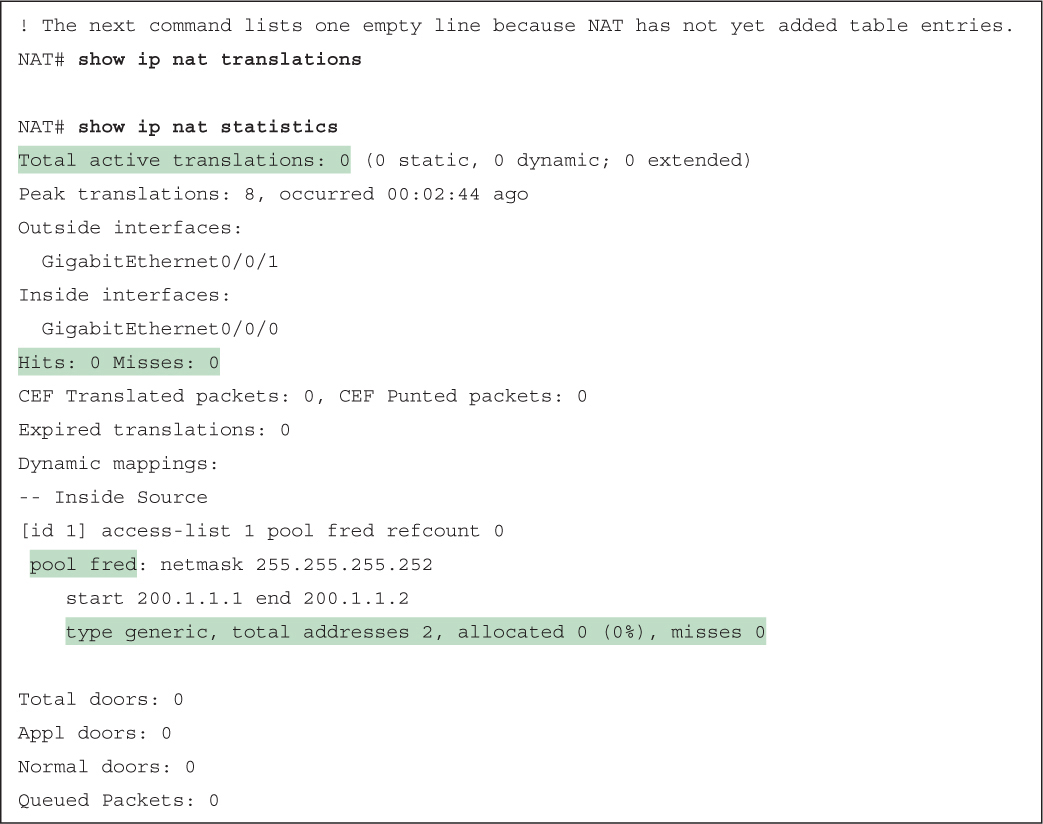 ! The next command lists one empty line because NAT has not yet added table entries.
NAT# show ip nat translations
NAT# show ip nat statistics
Total active translations: 0 (0 static, 0 dynamic; 0 extended)
Peak translations: 8, occurred 00:02:44 ago
Outside interfaces:
  GigabitEthernet0/0/1
Inside interfaces:
  GigabitEthernet0/0/0
Hits: 0 Misses: 0
CEF Translated packets: 0, CEF Punted packets: 0
Expired translations: 0
Dynamic mappings:
-- Inside Source
[id 1] access-list 1 pool fred refcount 0
 pool fred: netmask 255.255.255.252
    start 200.1.1.1 end 200.1.1.2
    type generic, total addresses 2, allocated 0 (0%), misses 0
Total doors: 0
Appl doors: 0
Normal doors: 0
Queued Packets: 0